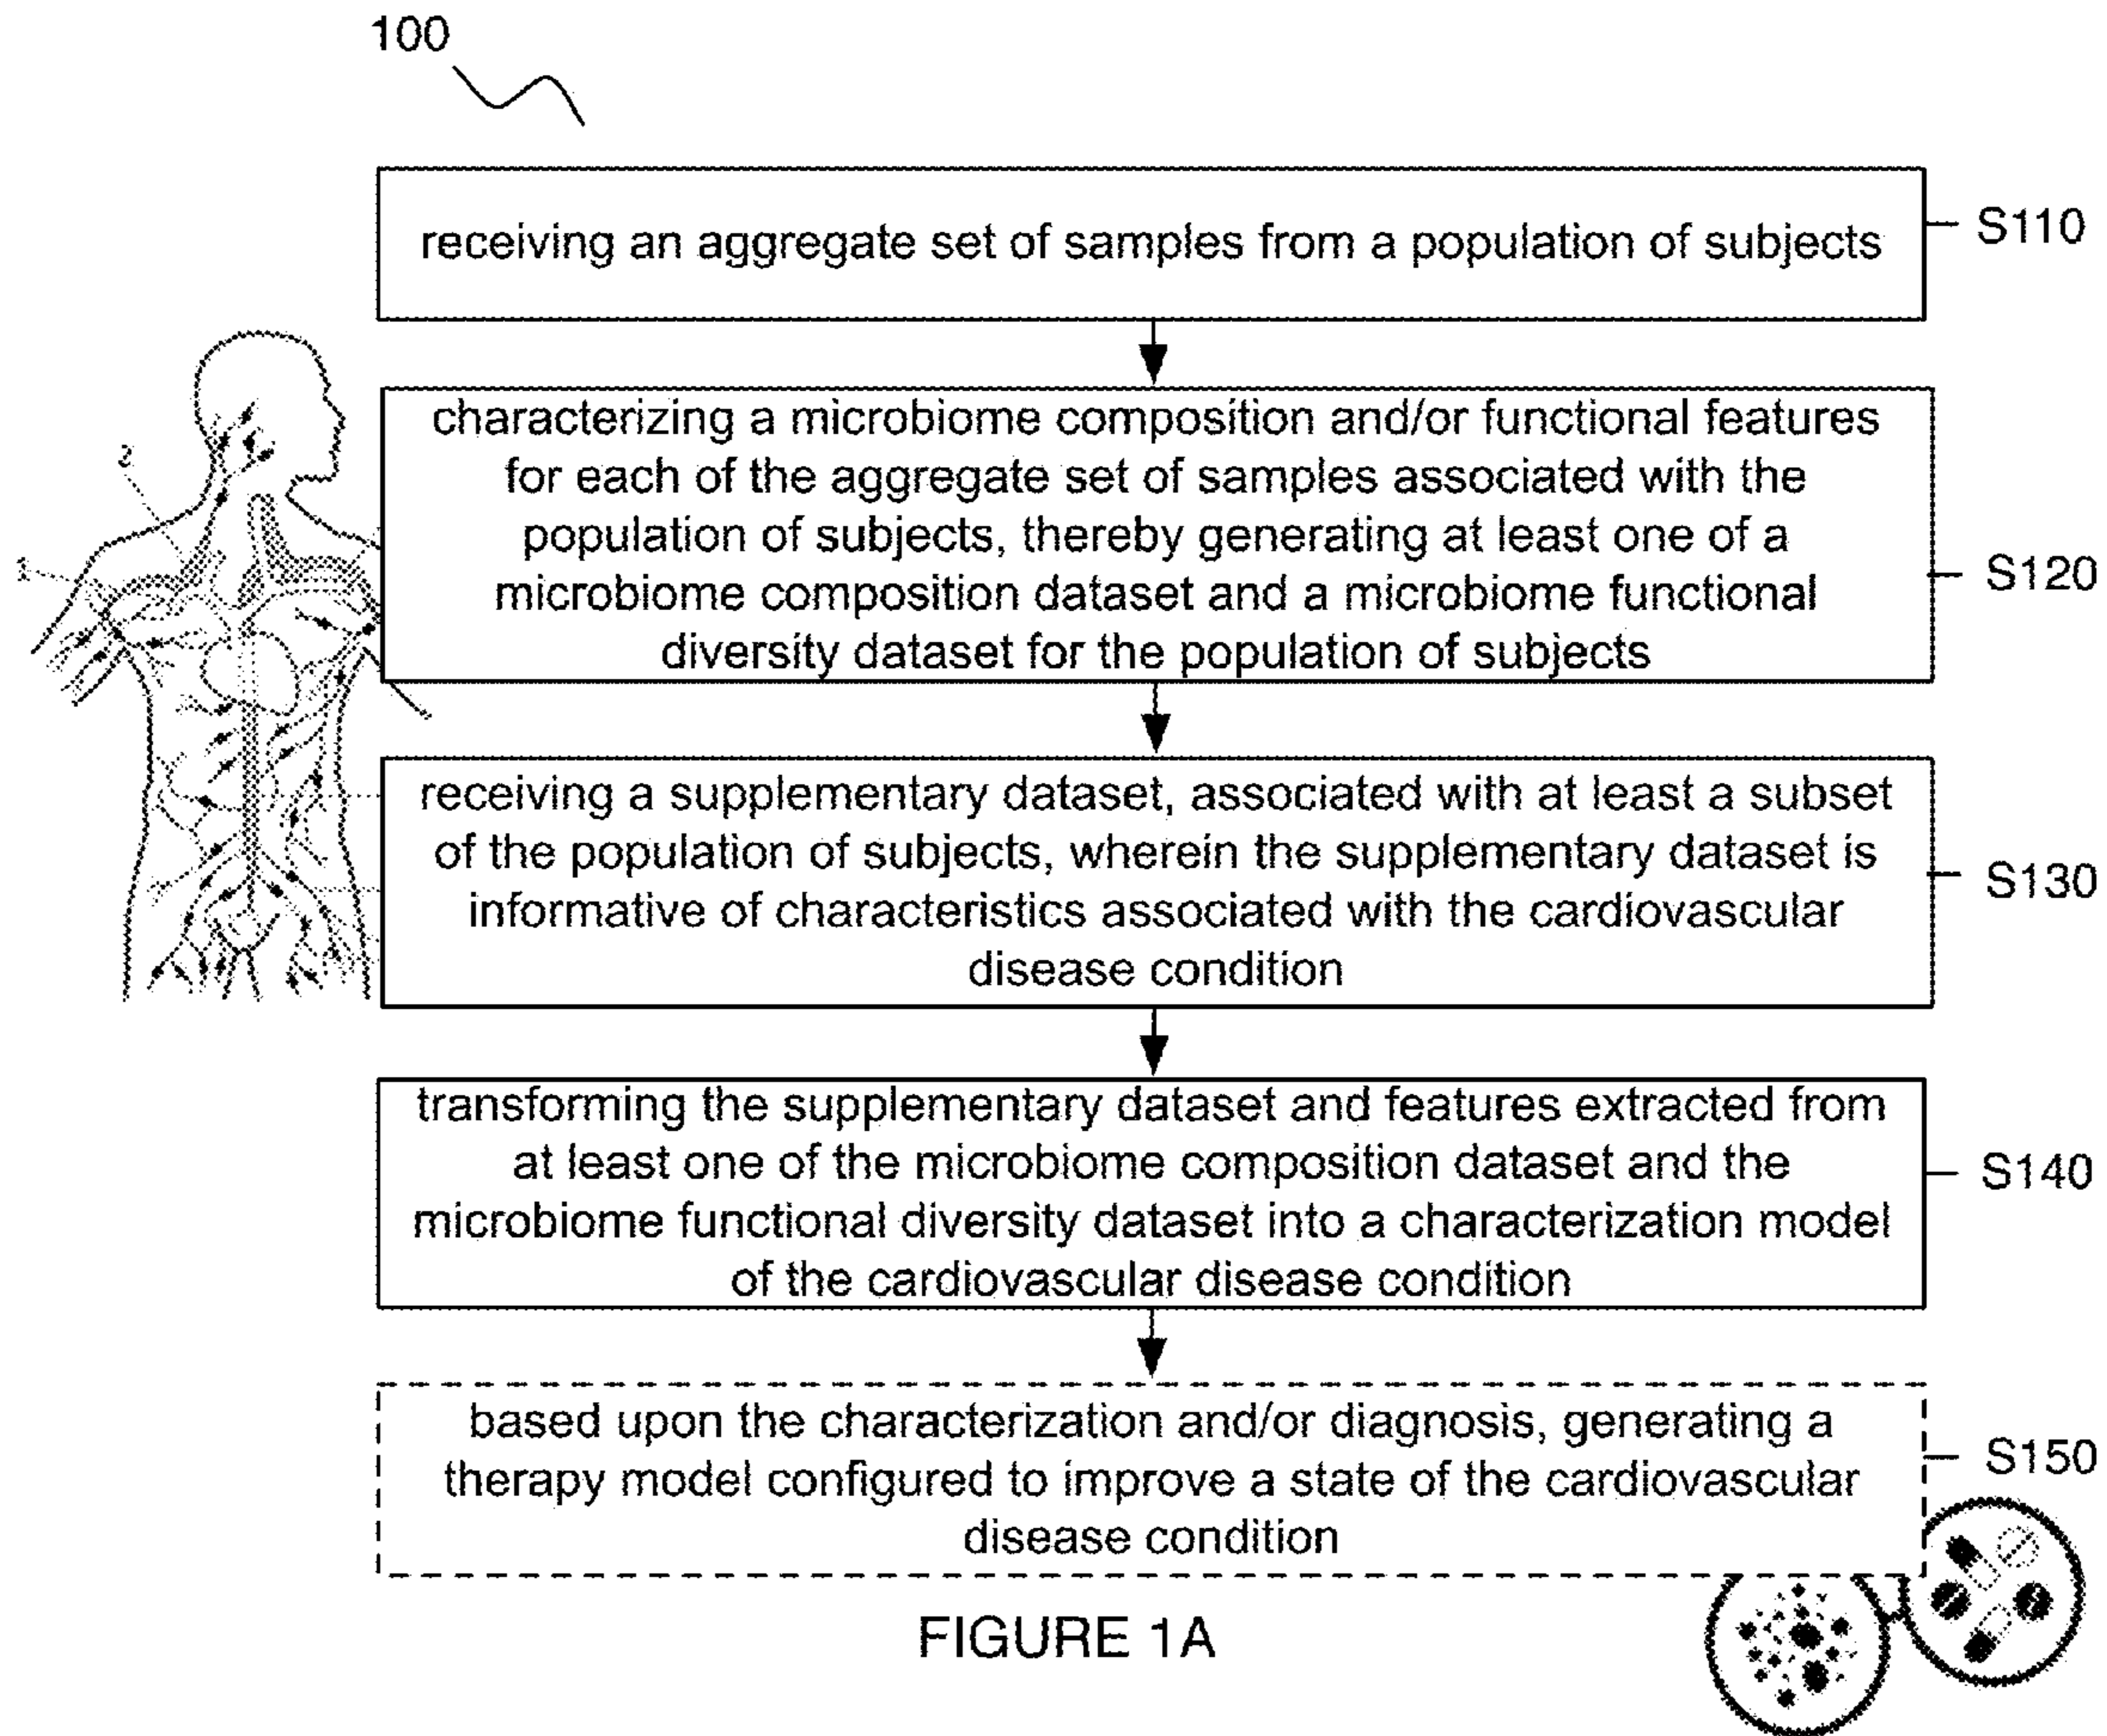 100
receiving an aggregate set of samples from a population of subjects
S110
characterizing a microbiome composition and/or functional features
for each of the aggregate set of samples associated with the
population of subjects, thereby generating at least one of a
microbiome composition dataset and a microbiome functional
diversity dataset for the population of subjects
S120
receiving a supplementary dataset, associated with at least a subset
of the population of subjects, wherein the supplementary dataset is
informative of characteristics associated with the cardiovascular
disease condition
S130
transforming the supplementary dataset and features extracted from
at least one of the microbiome composition dataset and the
microbiome functional diversity dataset into a characterization model
of the cardiovascular disease condition
S140
based upon the characterization and/or diagnosis, generating a
therapy model configured to improve a state of the cardiovascular
disease condition
S150
FIGURE 1A